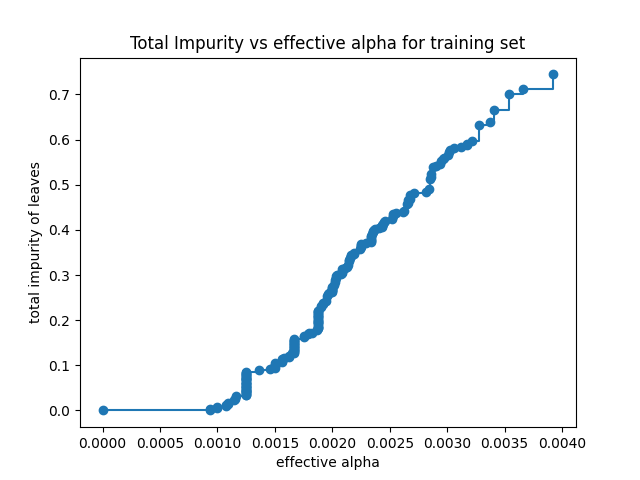 Total Impurity vs effective alpha for training set
total impurity of leaves
0.7
0.6
0.5
0.4
0.3
0.2
0.1
0.0
0.0000 0.0005 0.0010 0.0015 0.0020 0.0025 0.0030 0.0035 0.0040
effective alpha